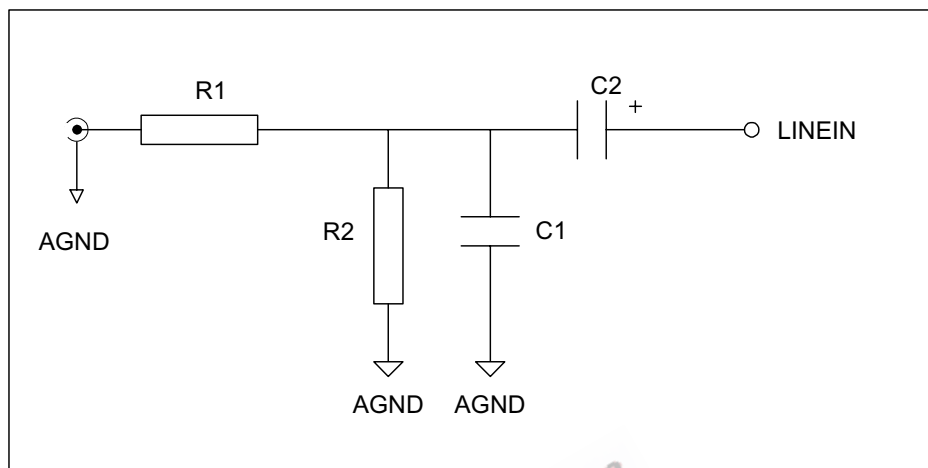 R1
C2
+
LINEIN
AGND
R2
C1
AGND
AGND